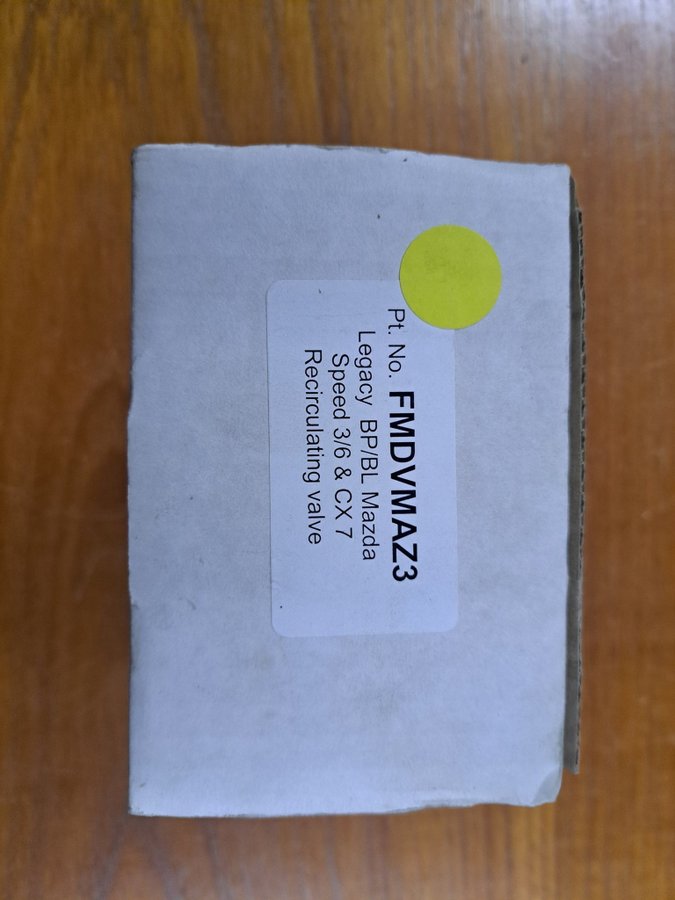 Pt. No. FMDVMAZ3
Legacy BP/BL Mazda
Speed 3/6 & CX 7
Recirculating valve